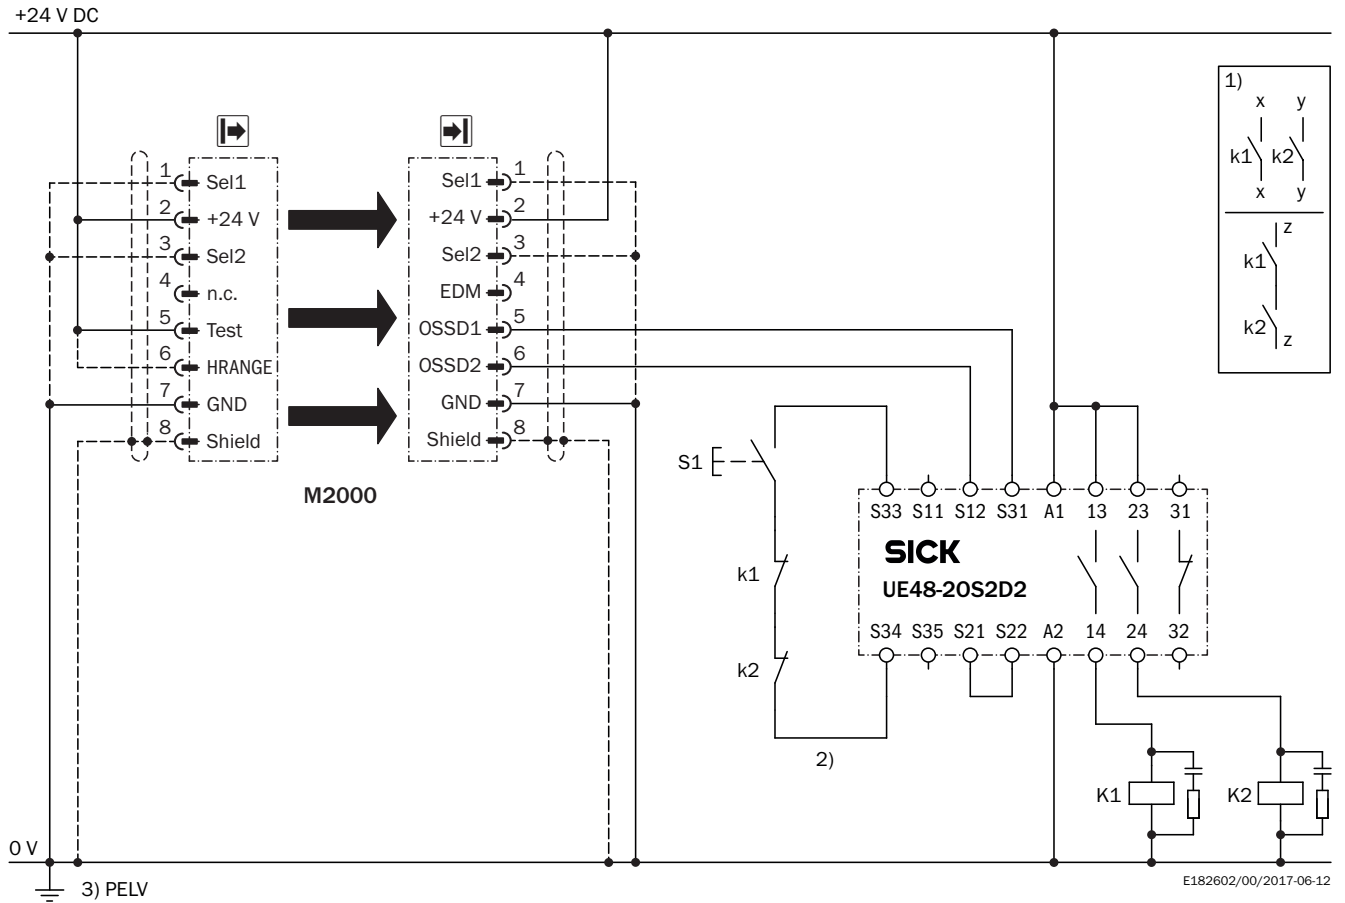 +24 V DC
1)
x y
k1 k2
x y
z
k1
k2
z
1 Sel1
2 +24 V
3 Sel2
4 n.c.
5 Test
6 HRANGE
7 GND
8 Shield
Sel1 1
+24 V 2
Sel2 3
EDM 4
OSSD1 5
OSSD2 6
GND 7
Shield 8
M2000
S1
k1
k2
2)
S33 S11 S12 S31 A1 13 23 31
SICK
UE48-2OS2D2
S34 S35 S21 S22 A2 14 24 32
K1
K2
0 V
3) PELV
E182602/00/2017-06-12